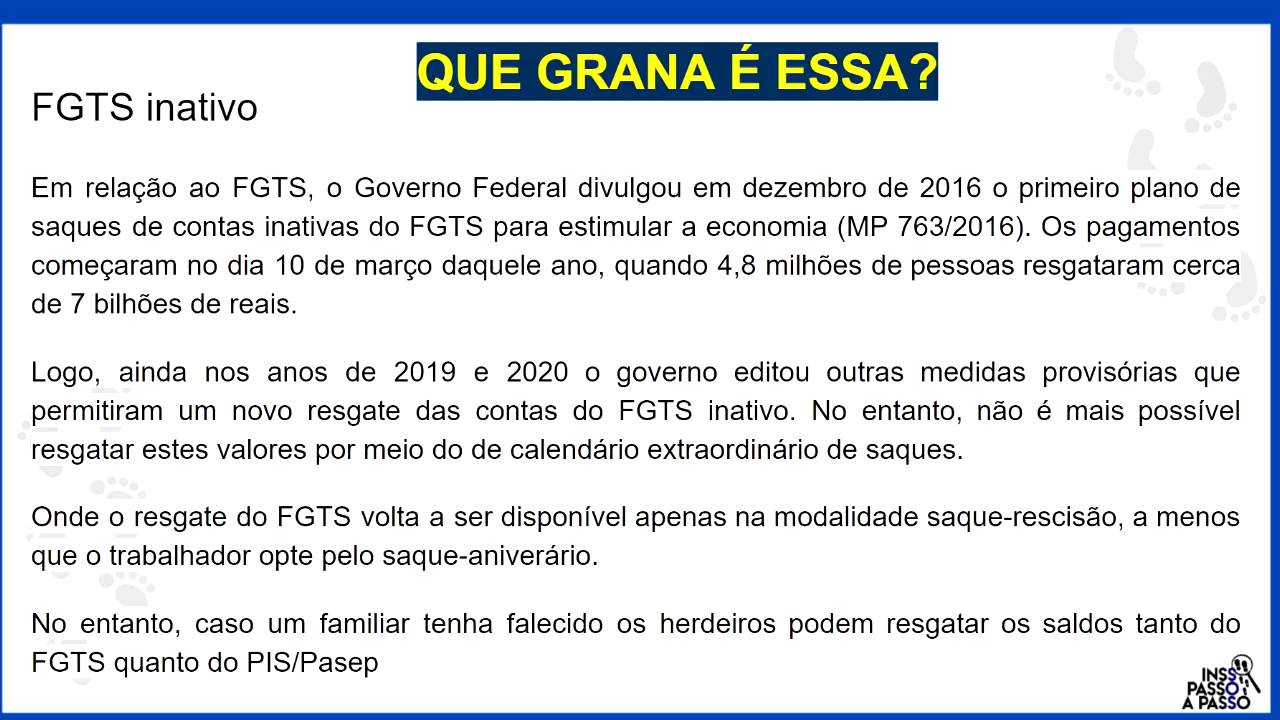 QUE GRANA É ESSA?
FGTS inativo
Em relação ao FGTS, o Governo Federal divulgou em dezembro de 2016 o primeiro plano de
saques de contas inativas do FGTS para estimular a economia (MP 763/2016). Os pagamentos
começaram no dia 10 de março daquele ano, quando 4,8 milhões de pessoas resgataram cerca
de 7 bilhões de reais.
Logo, ainda nos anos de 2019 e 2020 o governo editou outras medidas provisórias que
permitiram um novo resgate das contas do FGTS inativo. No entanto, não é mais possível
resgatar estes valores por meio do de calendário extraordinário de saques.
Onde o resgate do FGTS volta a ser disponível apenas na modalidade saque-rescisão, a menos
que o trabalhador opte pelo saque-aniverário.
No entanto, caso um familiar tenha falecido os herdeiros podem resgatar os saldos tanto do
FGTS quanto do PIS/Pasep
INSS
PASSO
A PASSO